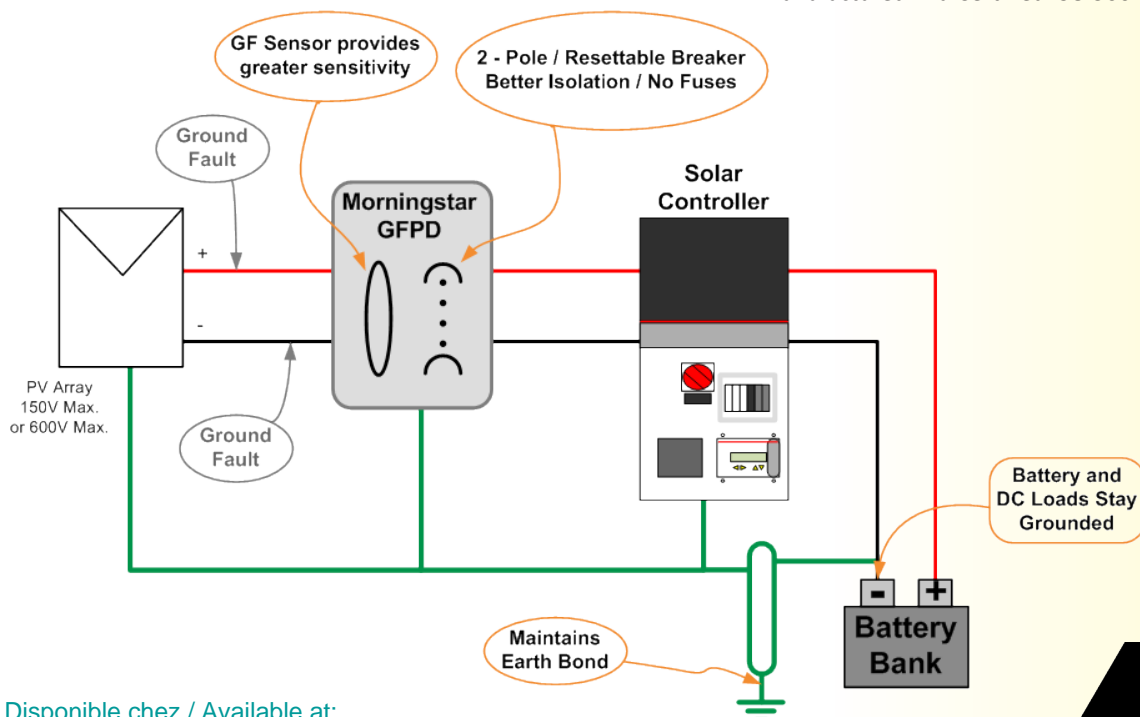 GF Sensor provides
greater sensitivity
2 - Pole / Resettable Breaker
Better Isolation / No Fuses
Ground
Fault
Morningstar
GFPD
Solar
Controller
+
-
PV Array
150V Max.
or 600V Max.
Ground
Fault
Battery and
DC Loads Stay
Grounded
- +
Battery
Bank
Maintains
Earth Bond
Disponible chez / Available at: